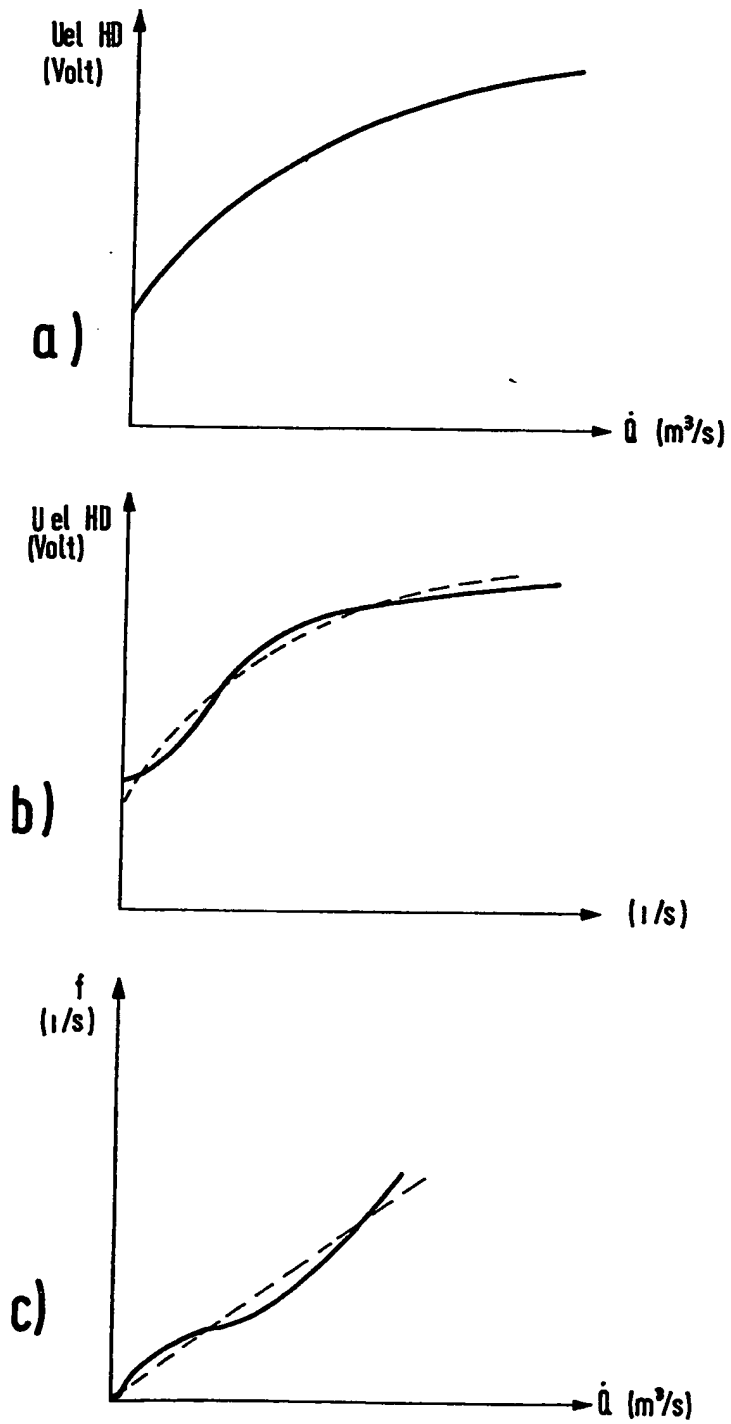 Uel HD
(Volt)
a)
Q̇ (m³/s)
U el HD
(Volt)
b)
(1/s)
f
(1/s)
c)
Q̇ (m³/s)